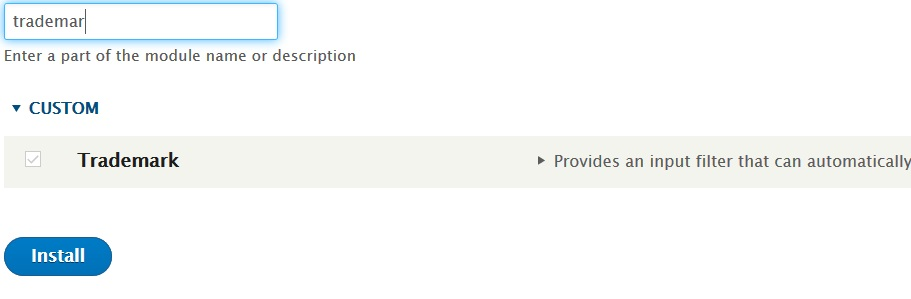 trademar
Enter a part of the module name or description
CUSTOM
Trademark Provides an input filter that can automatically
Install